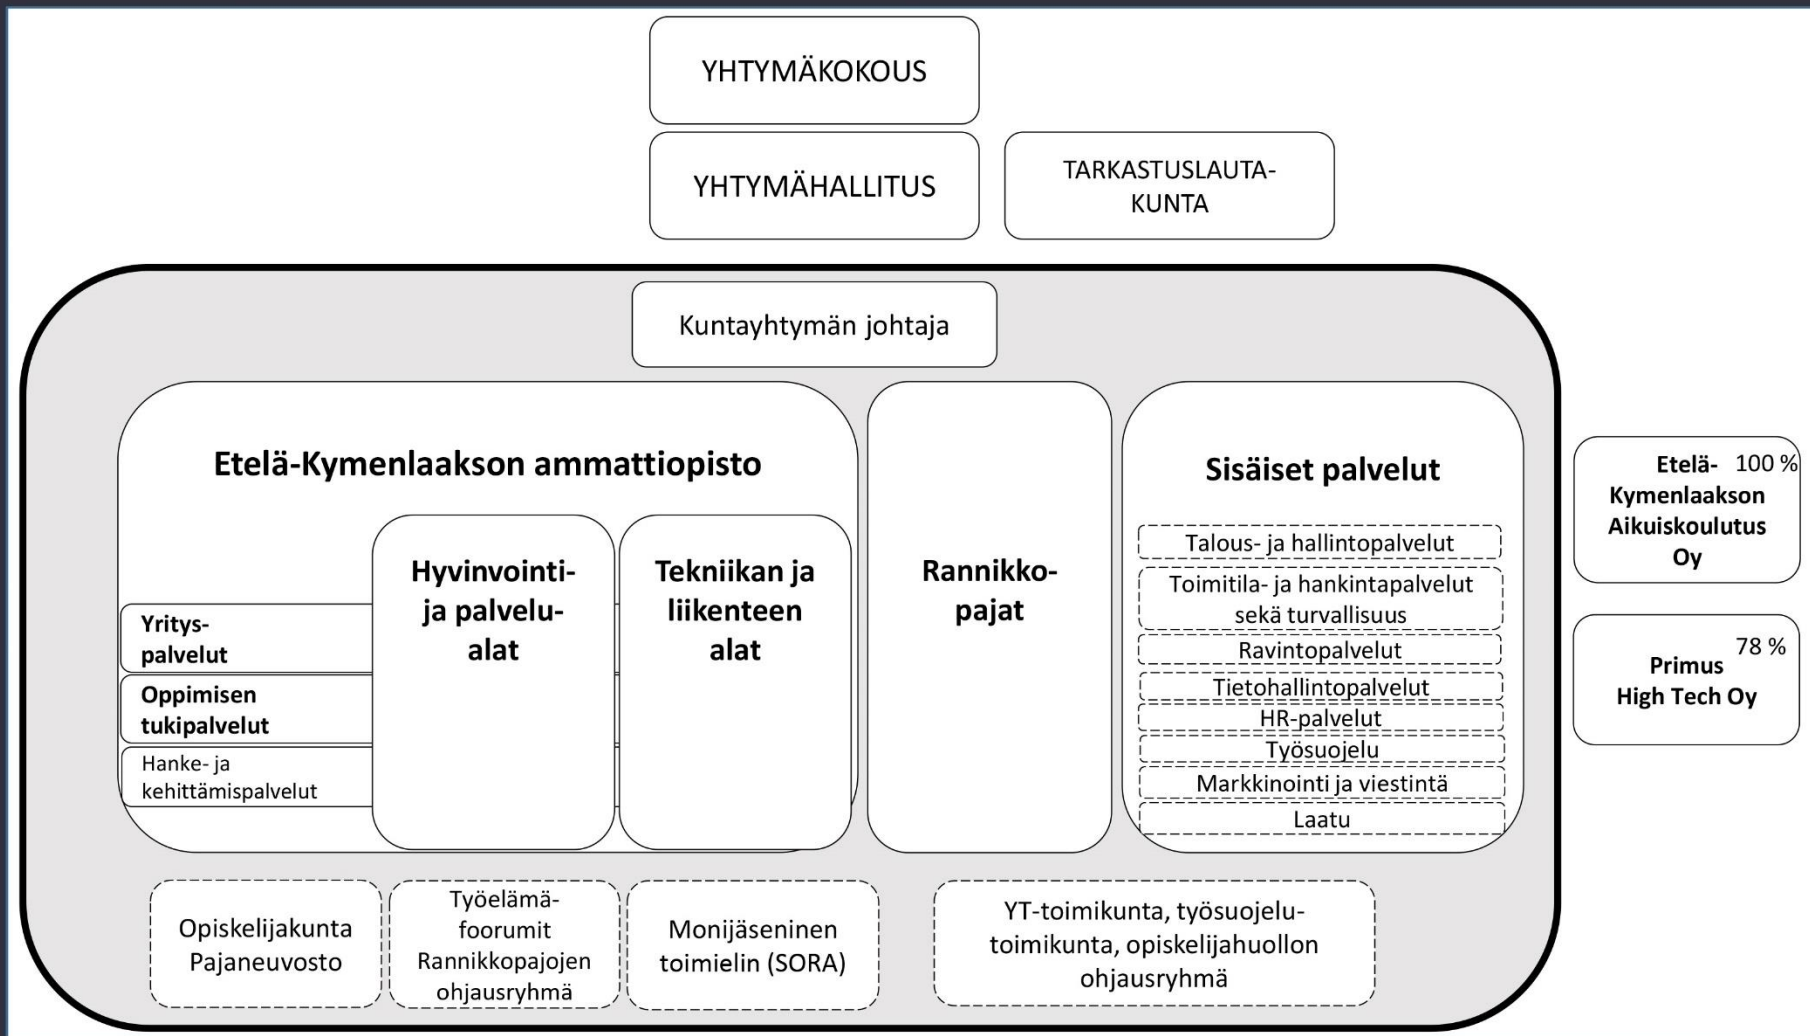 YHTYMÄKOKOUS
YHTYMÄHALLITUS
TARKASTUSLAUTA-
KUNTA
Kuntayhtymän johtaja
Etelä-Kymenlaakson ammattiopisto
Hyvinvointi-
ja palvelu-
alat
Tekniikan ja
liikenteen
alat
Yritys-
palvelut
Oppimisen
tukipalvelut
Hanke- ja
kehittämispalvelut
Rannikko-
pajat
Sisäiset palvelut
Talous- ja hallintopalvelut
Toimitila- ja hankintapalvelut
sekä turvallisuus
Ravintopalvelut
Tietohallintopalvelut
HR-palvelut
Työsuojelu
Markkinointi ja viestintä
Laatu
Etelä- 100 %
Kymenlaakson
Aikuiskoulutus
Oy
78 %
Primus
High Tech Oy
Opiskelijakunta
Pajaneuvosto
Työelämä-
foorumit
Rannikkopajojen
ohjausryhmä
Monijäseninen
toimielin (SORA)
YT-toimikunta, työsuojelu-
toimikunta, opiskelijahuollon
ohjausryhmä